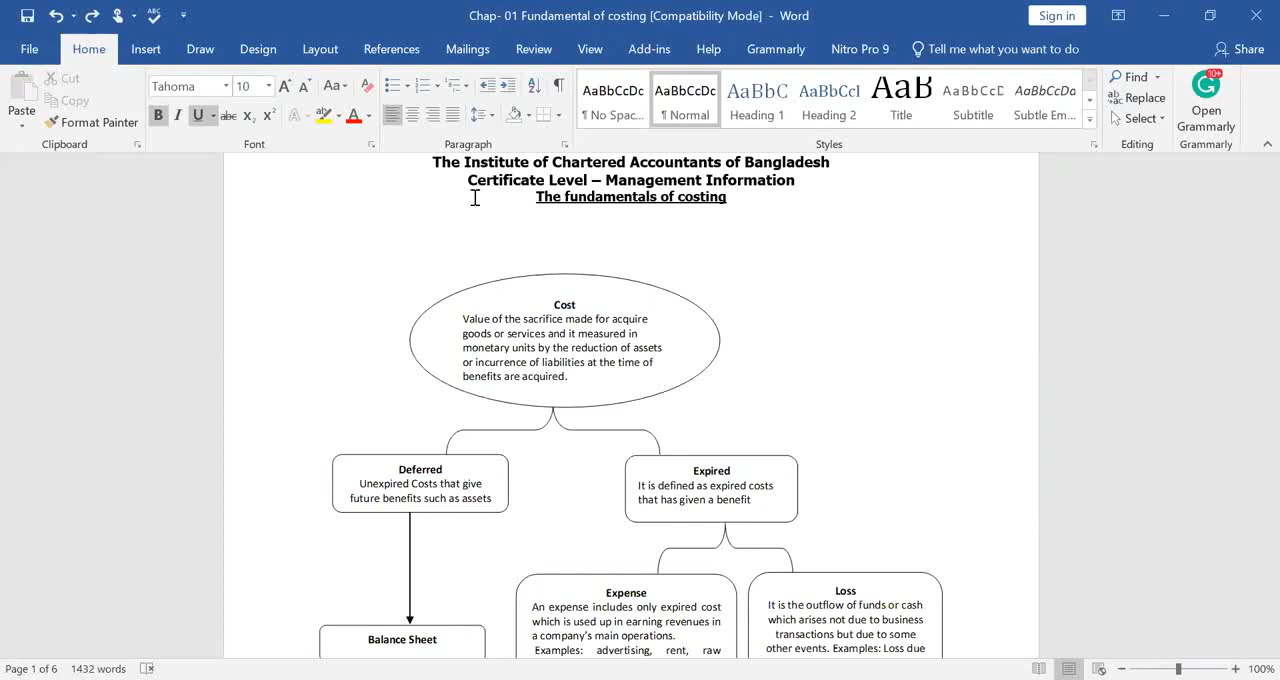 Chap- 01 Fundamental of costing [Compatibility Mode] - Word
Sign in
File Home Insert Draw Design Layout References Mailings Review View Add-ins Help Grammarly Nitro Pro 9 Tell me what you want to do Share
Paste
Cut
Copy
Format Painter
Clipboard
Tahoma 10
Font
Paragraph
AaBbCcDc AaBbCcDc AaBbC AaBbCcI AaB AaBbCcD AaBbCcDa
¶ No Spac... ¶ Normal Heading 1 Heading 2 Title Subtitle Subtle Em...
Styles
Find
Replace
Select
Editing
10+
Open
Grammarly
Grammarly
The Institute of Chartered Accountants of Bangladesh
Certificate Level – Management Information
The fundamentals of costing
Cost
Value of the sacrifice made for acquire
goods or services and it measured in
monetary units by the reduction of assets
or incurrence of liabilities at the time of
benefits are acquired.
Deferred
Unexpired Costs that give
future benefits such as assets
Expired
It is defined as expired costs
that has given a benefit
Balance Sheet
Expense
An expense includes only expired cost
which is used up in earning revenues in
a company's main operations.
Examples: advertising, rent, raw
Loss
It is the outflow of funds or cash
which arises not due to business
transactions but due to some
other events. Examples: Loss due
Page 1 of 6 1432 words 100%